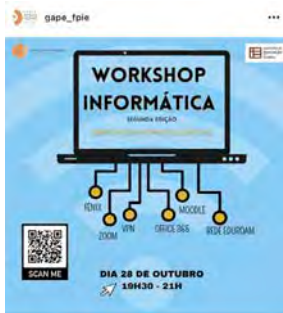 gape_fpie
WORKSHOP
INFORMÁTICA
SEGUNDA EDIÇÃO
FÉNIX
ZOOM
VPN
OFFICE 365
MOODLE
REDE EDUROAM
SCAN ME
DIA 28 DE OUTUBRO
19H30 - 21H